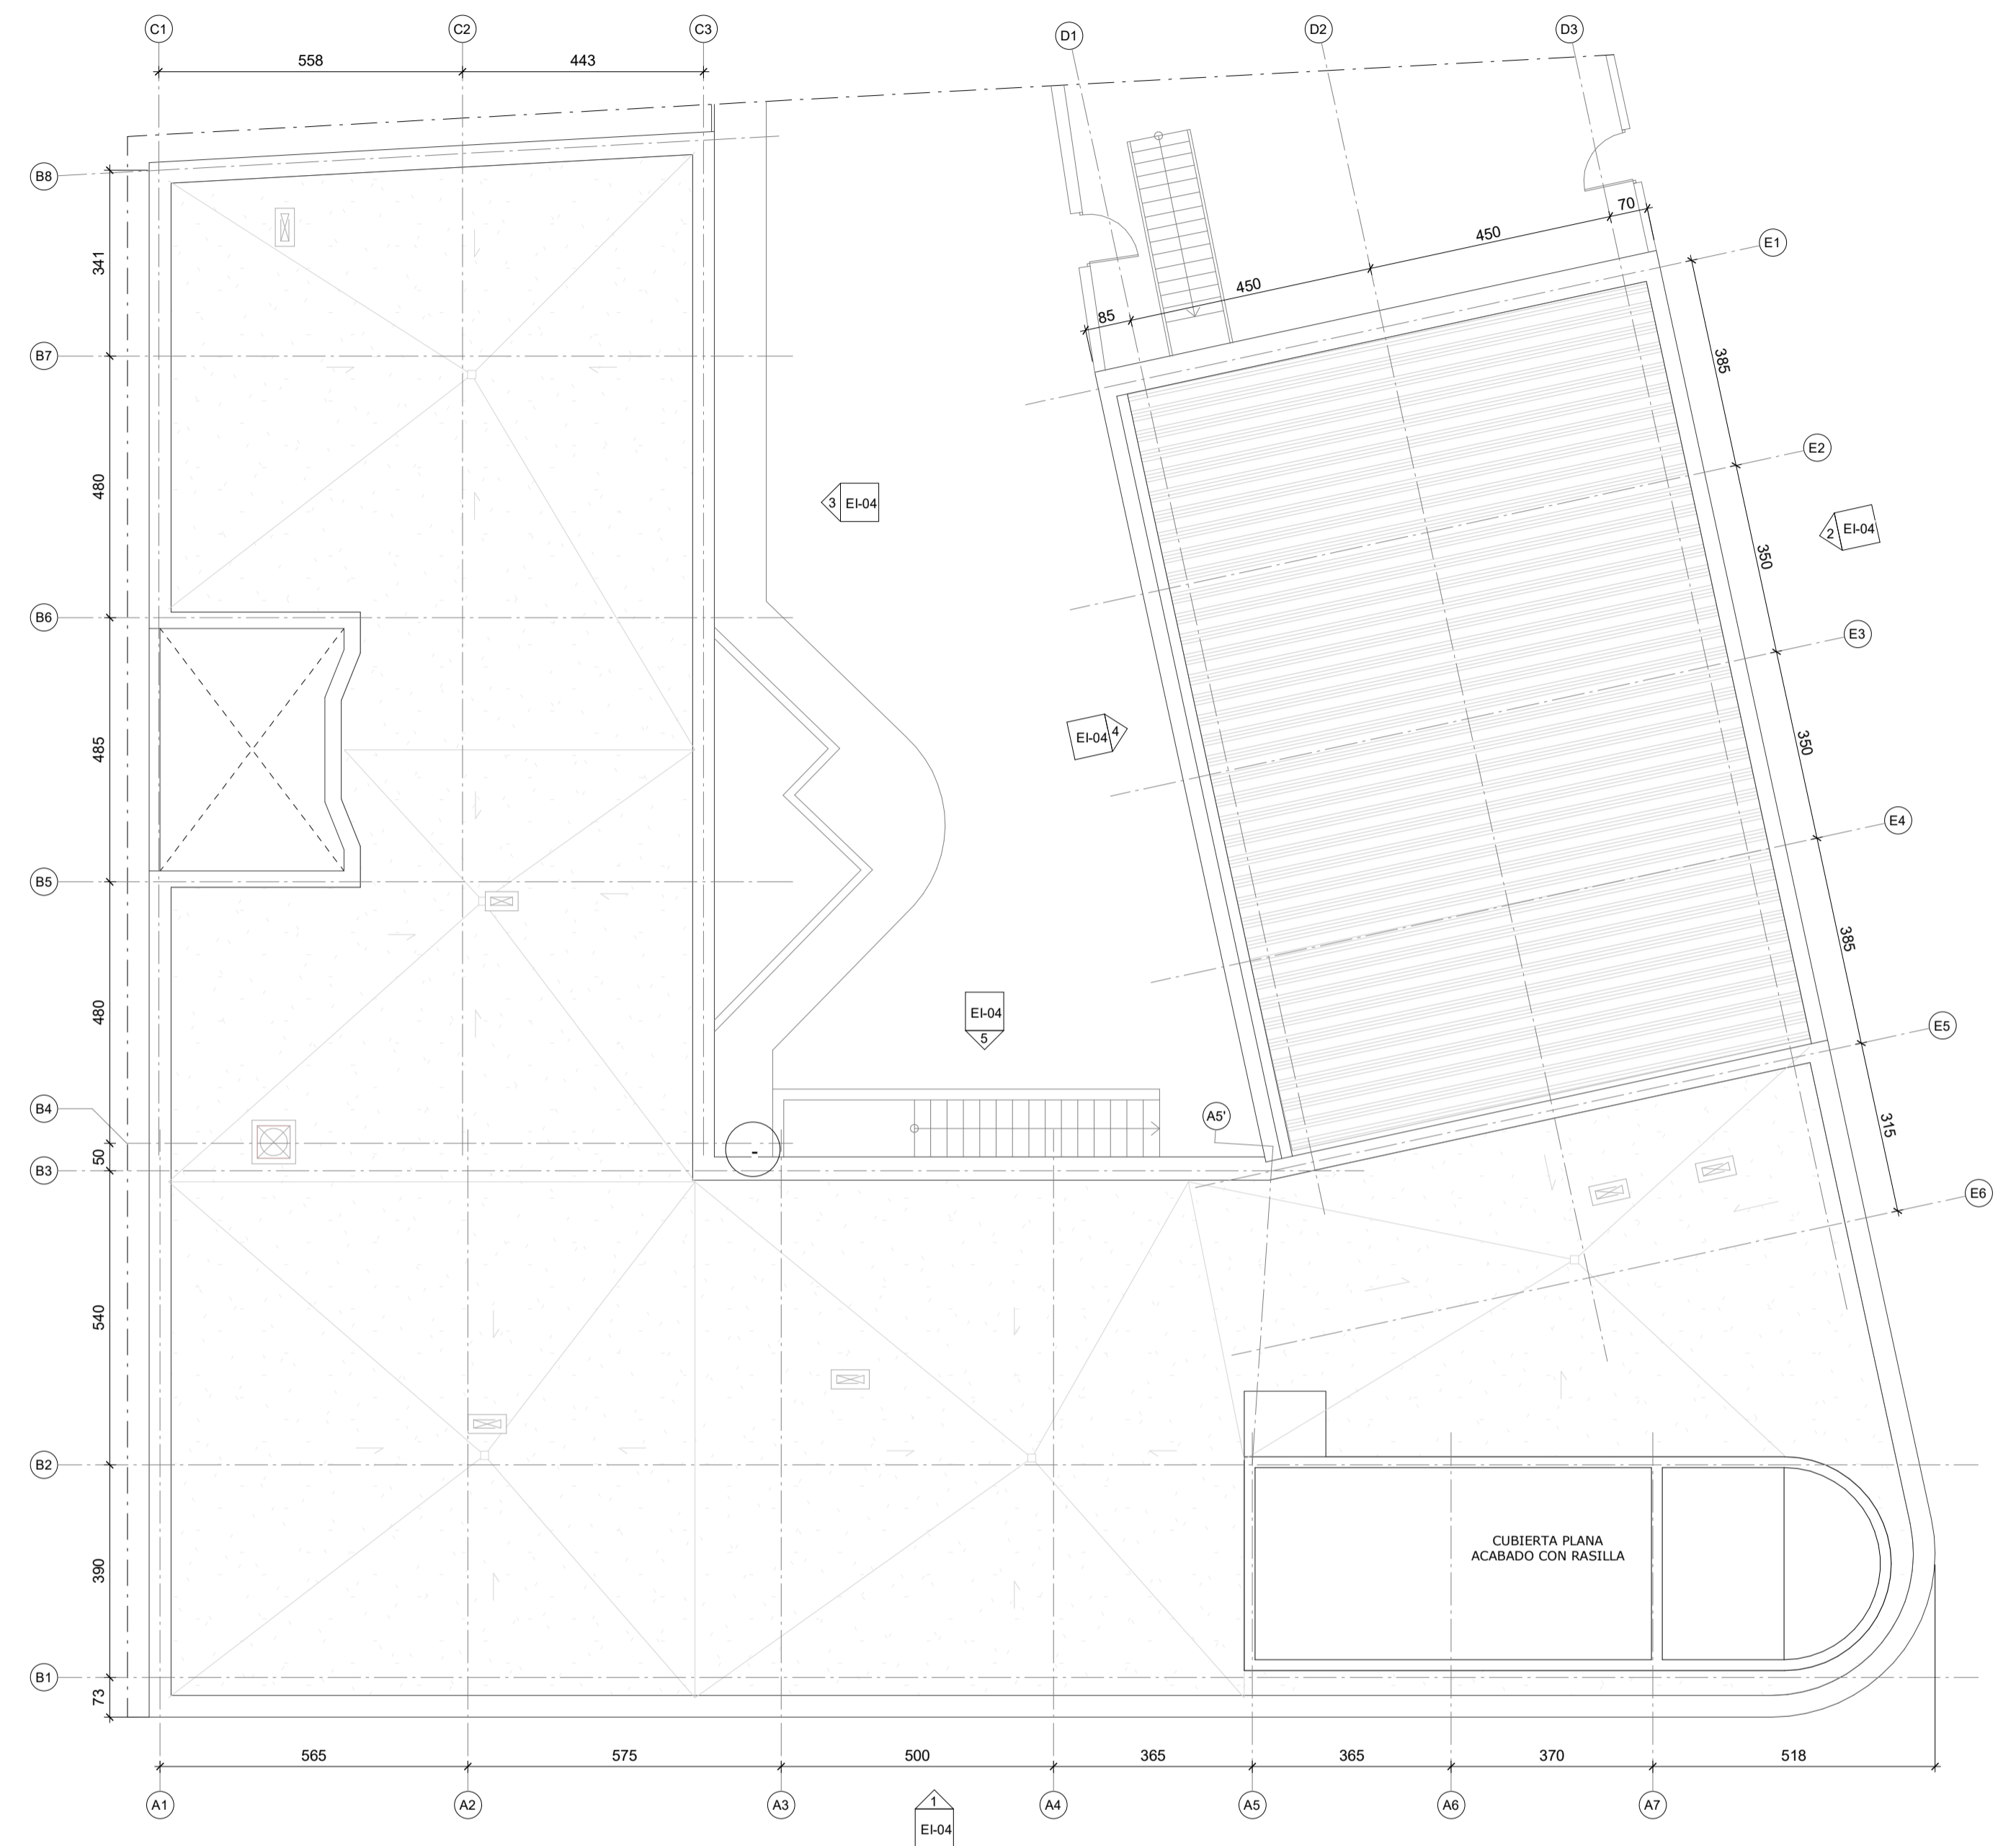 C1
C2
C3
D1
D2
D3
558
443
B8
B7
B6
B5
B4
B3
B2
B1
341
480
485
480
50
540
390
73
85
450
450
70
E1
E2
E3
E4
E5
E6
385
350
350
385
315
3 EI-04
2 EI-04
EI-04 4
EI-04
5
A5'
-
CUBIERTA PLANA
ACABADO CON RASILLA
565
575
500
365
365
370
518
A1
A2
A3
A4
A5
A6
A7
1
EI-04